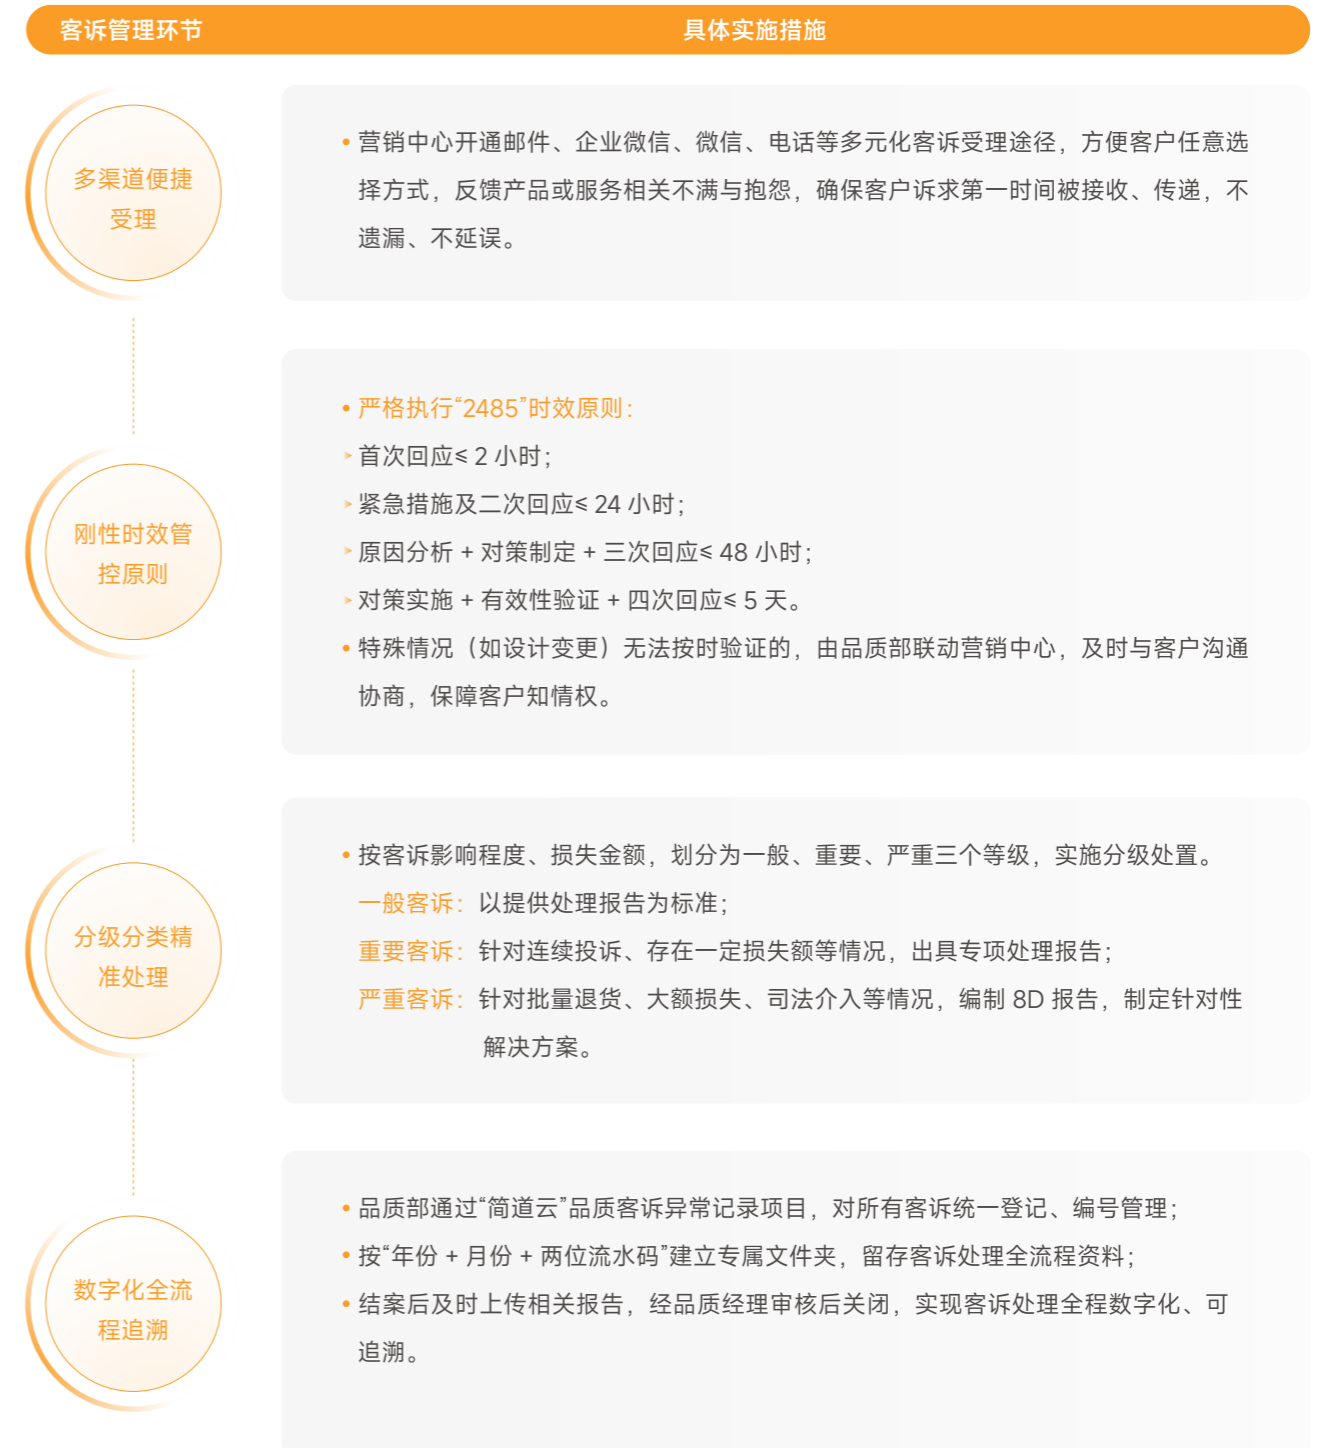 客诉管理环节
具体实施措施
多渠道便捷
受理
•营销中心开通邮件、企业微信、微信、电话等多元化客诉受理途径，方便客户任意选
择方式，反馈产品或服务相关不满与抱怨，确保客户诉求第一时间被接收、传递，不
遗漏、不延误。
刚性时效管
控原则
•严格执行“2485”时效原则：
首次回应≤ 2 小时；
紧急措施及二次回应≤ 24 小时；
原因分析 + 对策制定 + 三次回应≤ 48 小时；
对策实施 + 有效性验证 + 四次回应≤ 5 天。
•特殊情况（如设计变更）无法按时验证的，由品质部联动营销中心，及时与客户沟通
协商，保障客户知情权。
分级分类精
准处理
•按客诉影响程度、损失金额，划分为一般、重要、严重三个等级，实施分级处置。
一般客诉：以提供处理报告为标准；
重要客诉：针对连续投诉、存在一定损失额等情况，出具专项处理报告；
严重客诉：针对批量退货、大额损失、司法介入等情况，编制 8D 报告，制定针对性
解决方案。
数字化全流
程追溯
•品质部通过“简道云”品质客诉异常记录项目，对所有客诉统一登记、编号管理；
•按“年份 + 月份 + 两位流水码”建立专属文件夹，留存客诉处理全流程资料；
•结案后及时上传相关报告，经品质经理审核后关闭，实现客诉处理全程数字化、可
追溯。